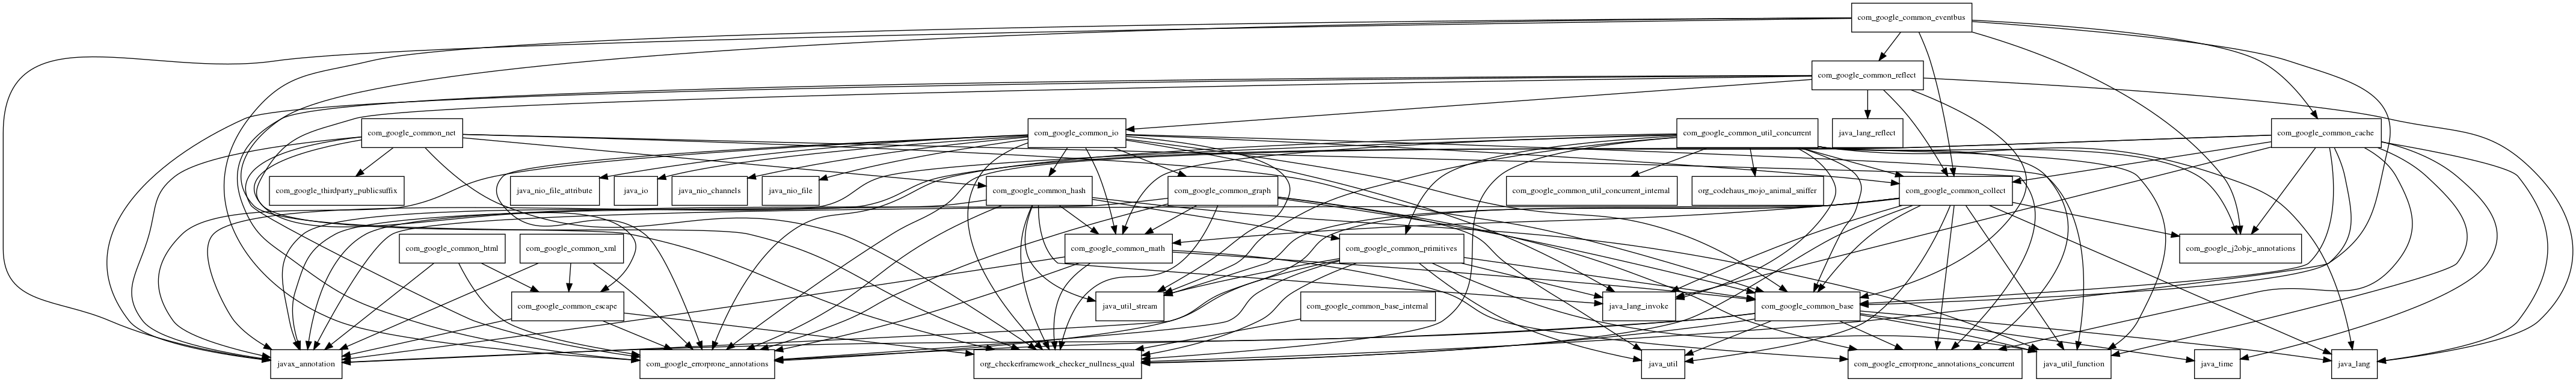 com_google_common_eventbus
com_google_common_reflect
com_google_common_net
com_google_common_io
com_google_common_util_concurrent
java_lang_reflect
com_google_common_cache
com_google_thirdparty_publicsuffix
java_nio_file_attribute
java_io
java_nio_channels
java_nio_file
com_google_common_hash
com_google_common_graph
com_google_common_util_concurrent_internal
org_codehaus_mojo_animal_sniffer
com_google_common_collect
com_google_common_html
com_google_common_xml
com_google_common_math
com_google_common_primitives
com_google_j2objc_annotations
com_google_common_escape
java_util_stream
com_google_common_base_internal
java_lang_invoke
com_google_common_base
javax_annotation
com_google_errorprone_annotations
org_checkerframework_checker_nullness_qual
java_util
com_google_errorprone_annotations_concurrent
java_util_function
java_time
java_lang